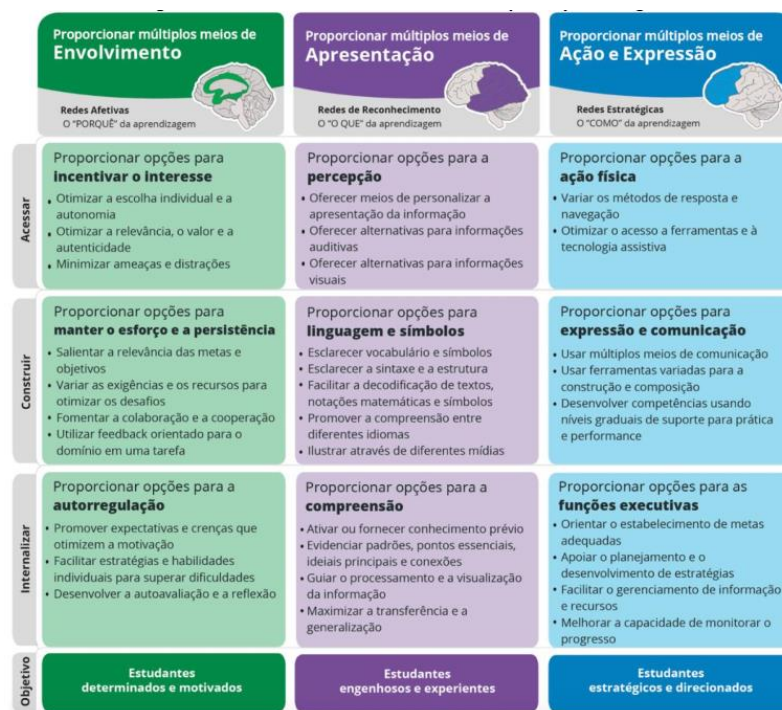 Proporcionar múltiplos meios de
Envolvimento
Redes Afetivas
O "PORQUÊ" da aprendizagem
Proporcionar múltiplos meios de
Apresentação
Redes de Reconhecimento
O "O QUE" da aprendizagem
Proporcionar múltiplos meios de
Ação e Expressão
Redes Estratégicas
O "COMO" da aprendizagem
Acessar
Proporcionar opções para
incentivar o interesse
• Otimizar a escolha individual e a
autonomia
• Otimizar a relevância, o valor e a
autenticidade
• Minimizar ameaças e distrações
Proporcionar opções para a
percepção
• Oferecer meios de personalizar a
apresentação da informação
• Oferecer alternativas para informações
auditivas
• Oferecer alternativas para informações
visuais
Proporcionar opções para a
ação física
• Variar os métodos de resposta e
navegação
• Otimizar o acesso a ferramentas e à
tecnologia assistiva
Construir
Proporcionar opções para
manter o esforço e a persistência
• Salientar a relevância das metas e
objetivos
• Variar as exigências e os recursos para
otimizar os desafios
• Fomentar a colaboração e a cooperação
• Utilizar feedback orientado para o
domínio em uma tarefa
Proporcionar opções para
linguagem e símbolos
• Esclarecer vocabulário e símbolos
• Esclarecer a sintaxe e a estrutura
• Facilitar a decodificação de textos,
notações matemáticas e símbolos
• Promover a compreensão entre
diferentes idiomas
• Ilustrar através de diferentes mídias
Proporcionar opções para
expressão e comunicação
• Usar múltiplos meios de comunicação
• Usar ferramentas variadas para a
construção e composição
• Desenvolver competências usando
níveis graduais de suporte para prática
e performance
Internalizar
Proporcionar opções para a
autorregulação
• Promover expectativas e crenças que
otimizem a motivação
• Facilitar estratégias e habilidades
individuais para superar dificuldades
• Desenvolver a autoavaliação e a reflexão
Proporcionar opções para a
compreensão
• Ativar ou fornecer conhecimento prévio
• Evidenciar padrões, pontos essenciais,
ideiais principais e conexões
• Guiar o processamento e a visualização
da informação
• Maximizar a transferência e a
generalização
Proporcionar opções para as
funções executivas
• Orientar o estabelecimento de metas
adequadas
• Apoiar o planejamento e o
desenvolvimento de estratégias
• Facilitar o gerenciamento de informação
e recursos
• Melhorar a capacidade de monitorar o
progresso
Objetivo
Estudantes
determinados e motivados
Estudantes
engenhosos e experientes
Estudantes
estratégicos e direcionados